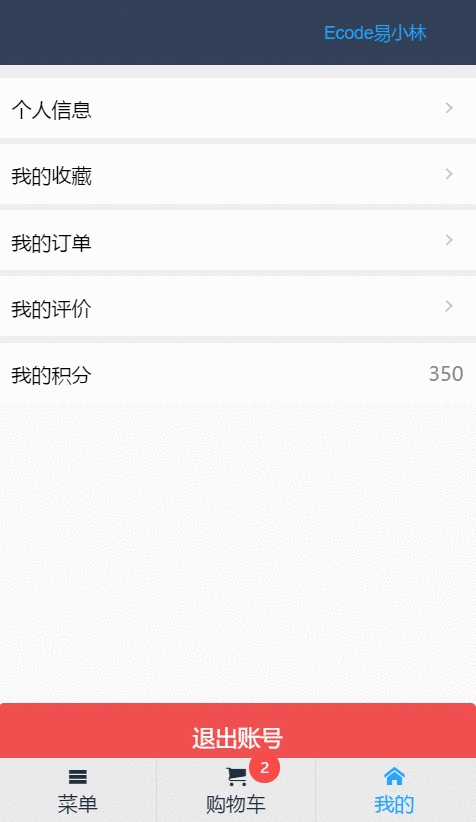 Ecode易小林
个人信息
我的收藏
我的订单
我的评价
我的积分 350
退出账号
2
菜单 购物车 我的